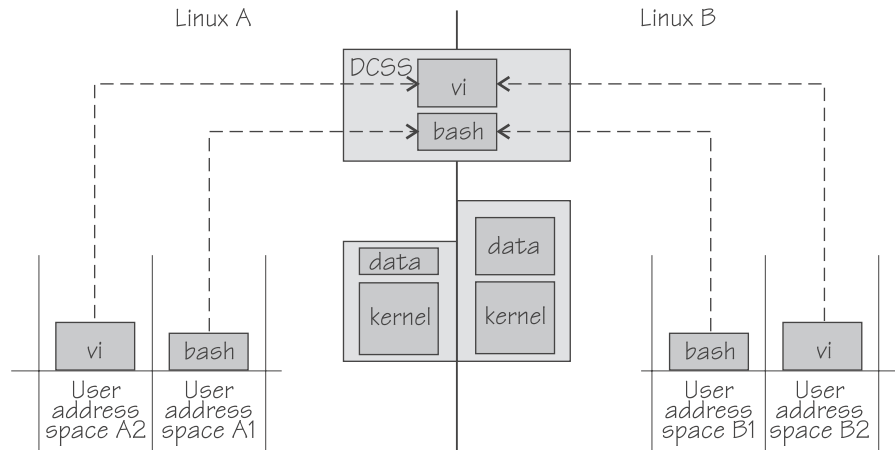 Linux A
Linux B
DCSS
vi
bash
data
data
kernel
kernel
vi
bash
bash
vi
User
address
space A2
User
address
space A1
User
address
space B1
User
address
space B2